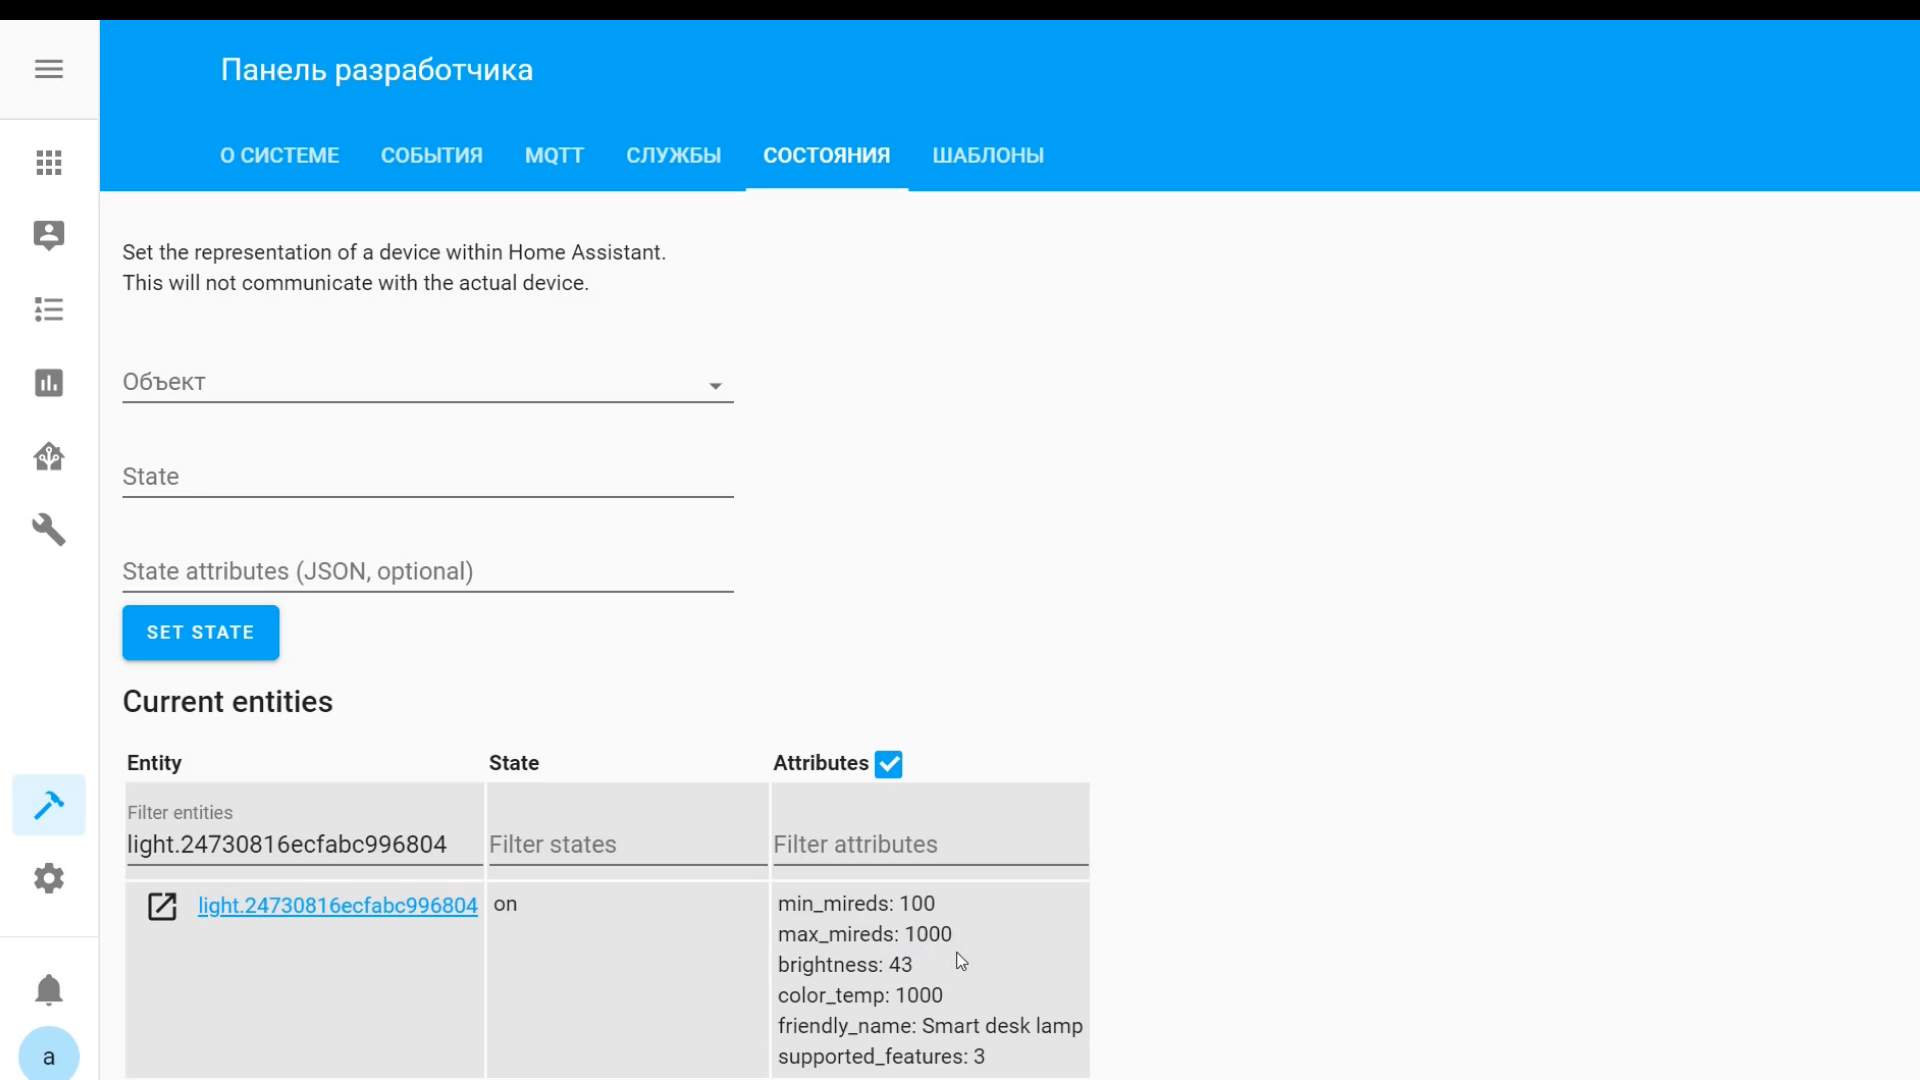 Панель разработчика
О СИСТЕМЕ СОБЫТИЯ MQTT СЛУЖБЫ СОСТОЯНИЯ ШАБЛОНЫ
Set the representation of a device within Home Assistant.
This will not communicate with the actual device.
Объект
State
State attributes (JSON, optional)
SET STATE
Current entities
Entity State Attributes
Filter entities
light.24730816ecfabc996804 Filter states Filter attributes
light.24730816ecfabc996804 on min_mireds: 100
max_mireds: 1000
brightness: 43
color_temp: 1000
friendly_name: Smart desk lamp
supported_features: 3
a